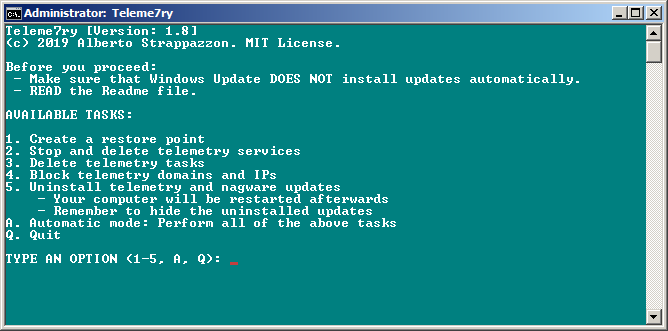 Administrator: Teleme7ry
Teleme7ry [Version: 1.8]
(c) 2019 Alberto Strappazzon. MIT License.
Before you proceed:
- Make sure that Windows Update DOES NOT install updates automatically.
- READ the Readme file.
AVAILABLE TASKS:
1. Create a restore point
2. Stop and delete telemetry services
3. Delete telemetry tasks
4. Block telemetry domains and IPs
5. Uninstall telemetry and nagware updates
- Your computer will be restarted afterwards
- Remember to hide the uninstalled updates
A. Automatic mode: Perform all of the above tasks
Q. Quit
TYPE AN OPTION (1-5, A, Q):